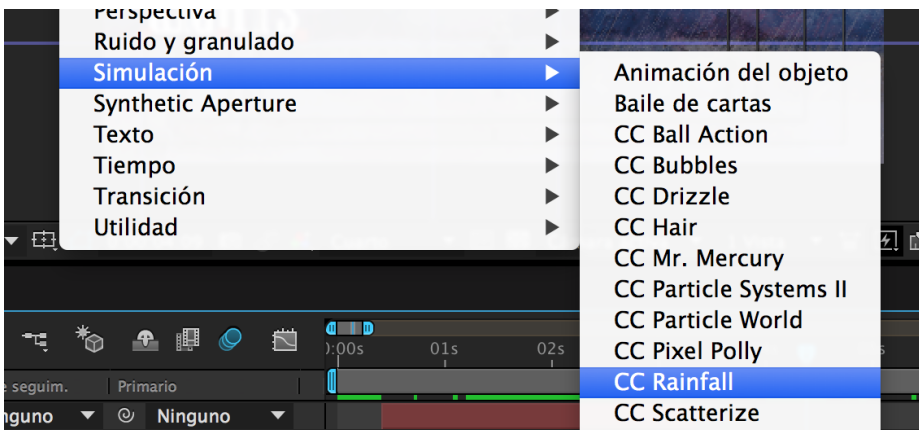 Perspectiva
Ruido y granulado
Simulación
Synthetic Aperture
Texto
Tiempo
Transición
Utilidad
Animación del objeto
Baile de cartas
CC Ball Action
CC Bubbles
CC Drizzle
CC Hair
CC Mr. Mercury
CC Particle Systems II
CC Particle World
CC Pixel Polly
CC Rainfall
CC Scatterize
):00s 01s 02s
e seguim. Primario
nguno Ninguno